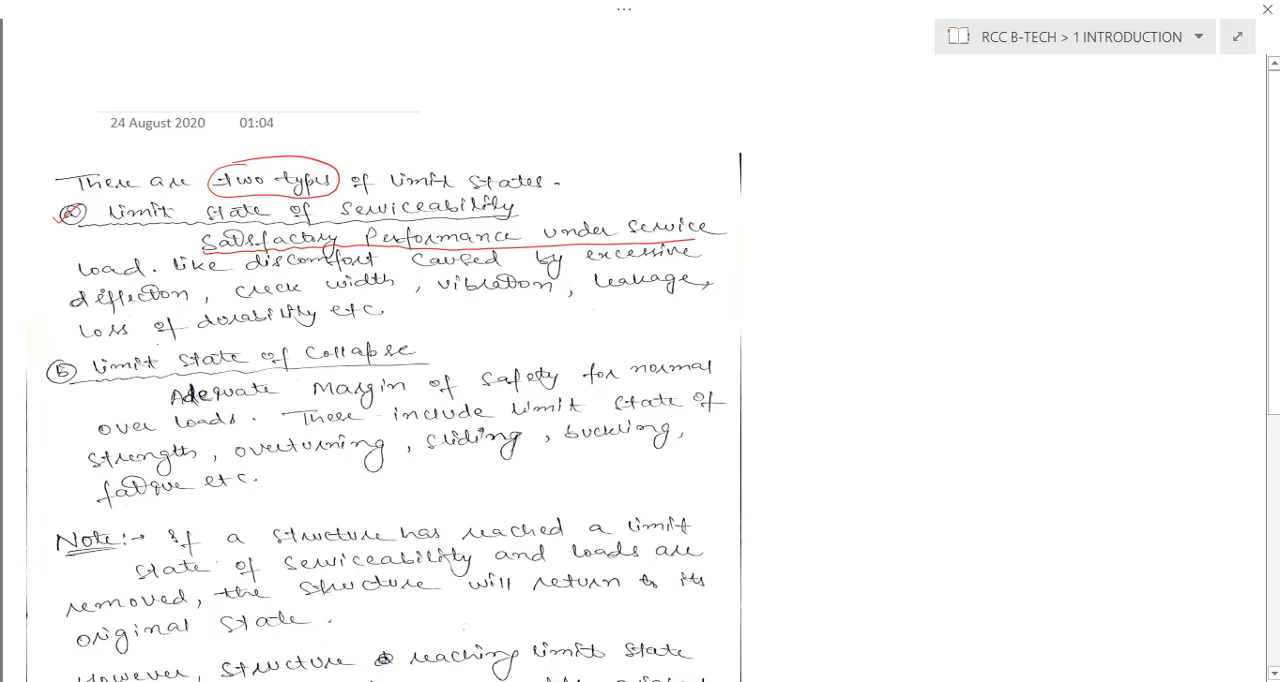 ...
RCC B-TECH > 1 INTRODUCTION
24 August 2020 01:04
There are two types of limit states.
(a) limit state of serviceability
Satisfactory Performance under service
load. like discomfort caused by excessive
deflection, creck width, vibration, leakage,
loss of durability etc.
(b) limit state of collapse
Adequate Margin of safety for normal
over loads. These include limit state of
strength, overturning, sliding, buckling,
fatique etc.
Note:→ If a structure has reached a limit
state of serviceability and loads are
removed, the structure will return to its
original state.
However, structure reaching limit state